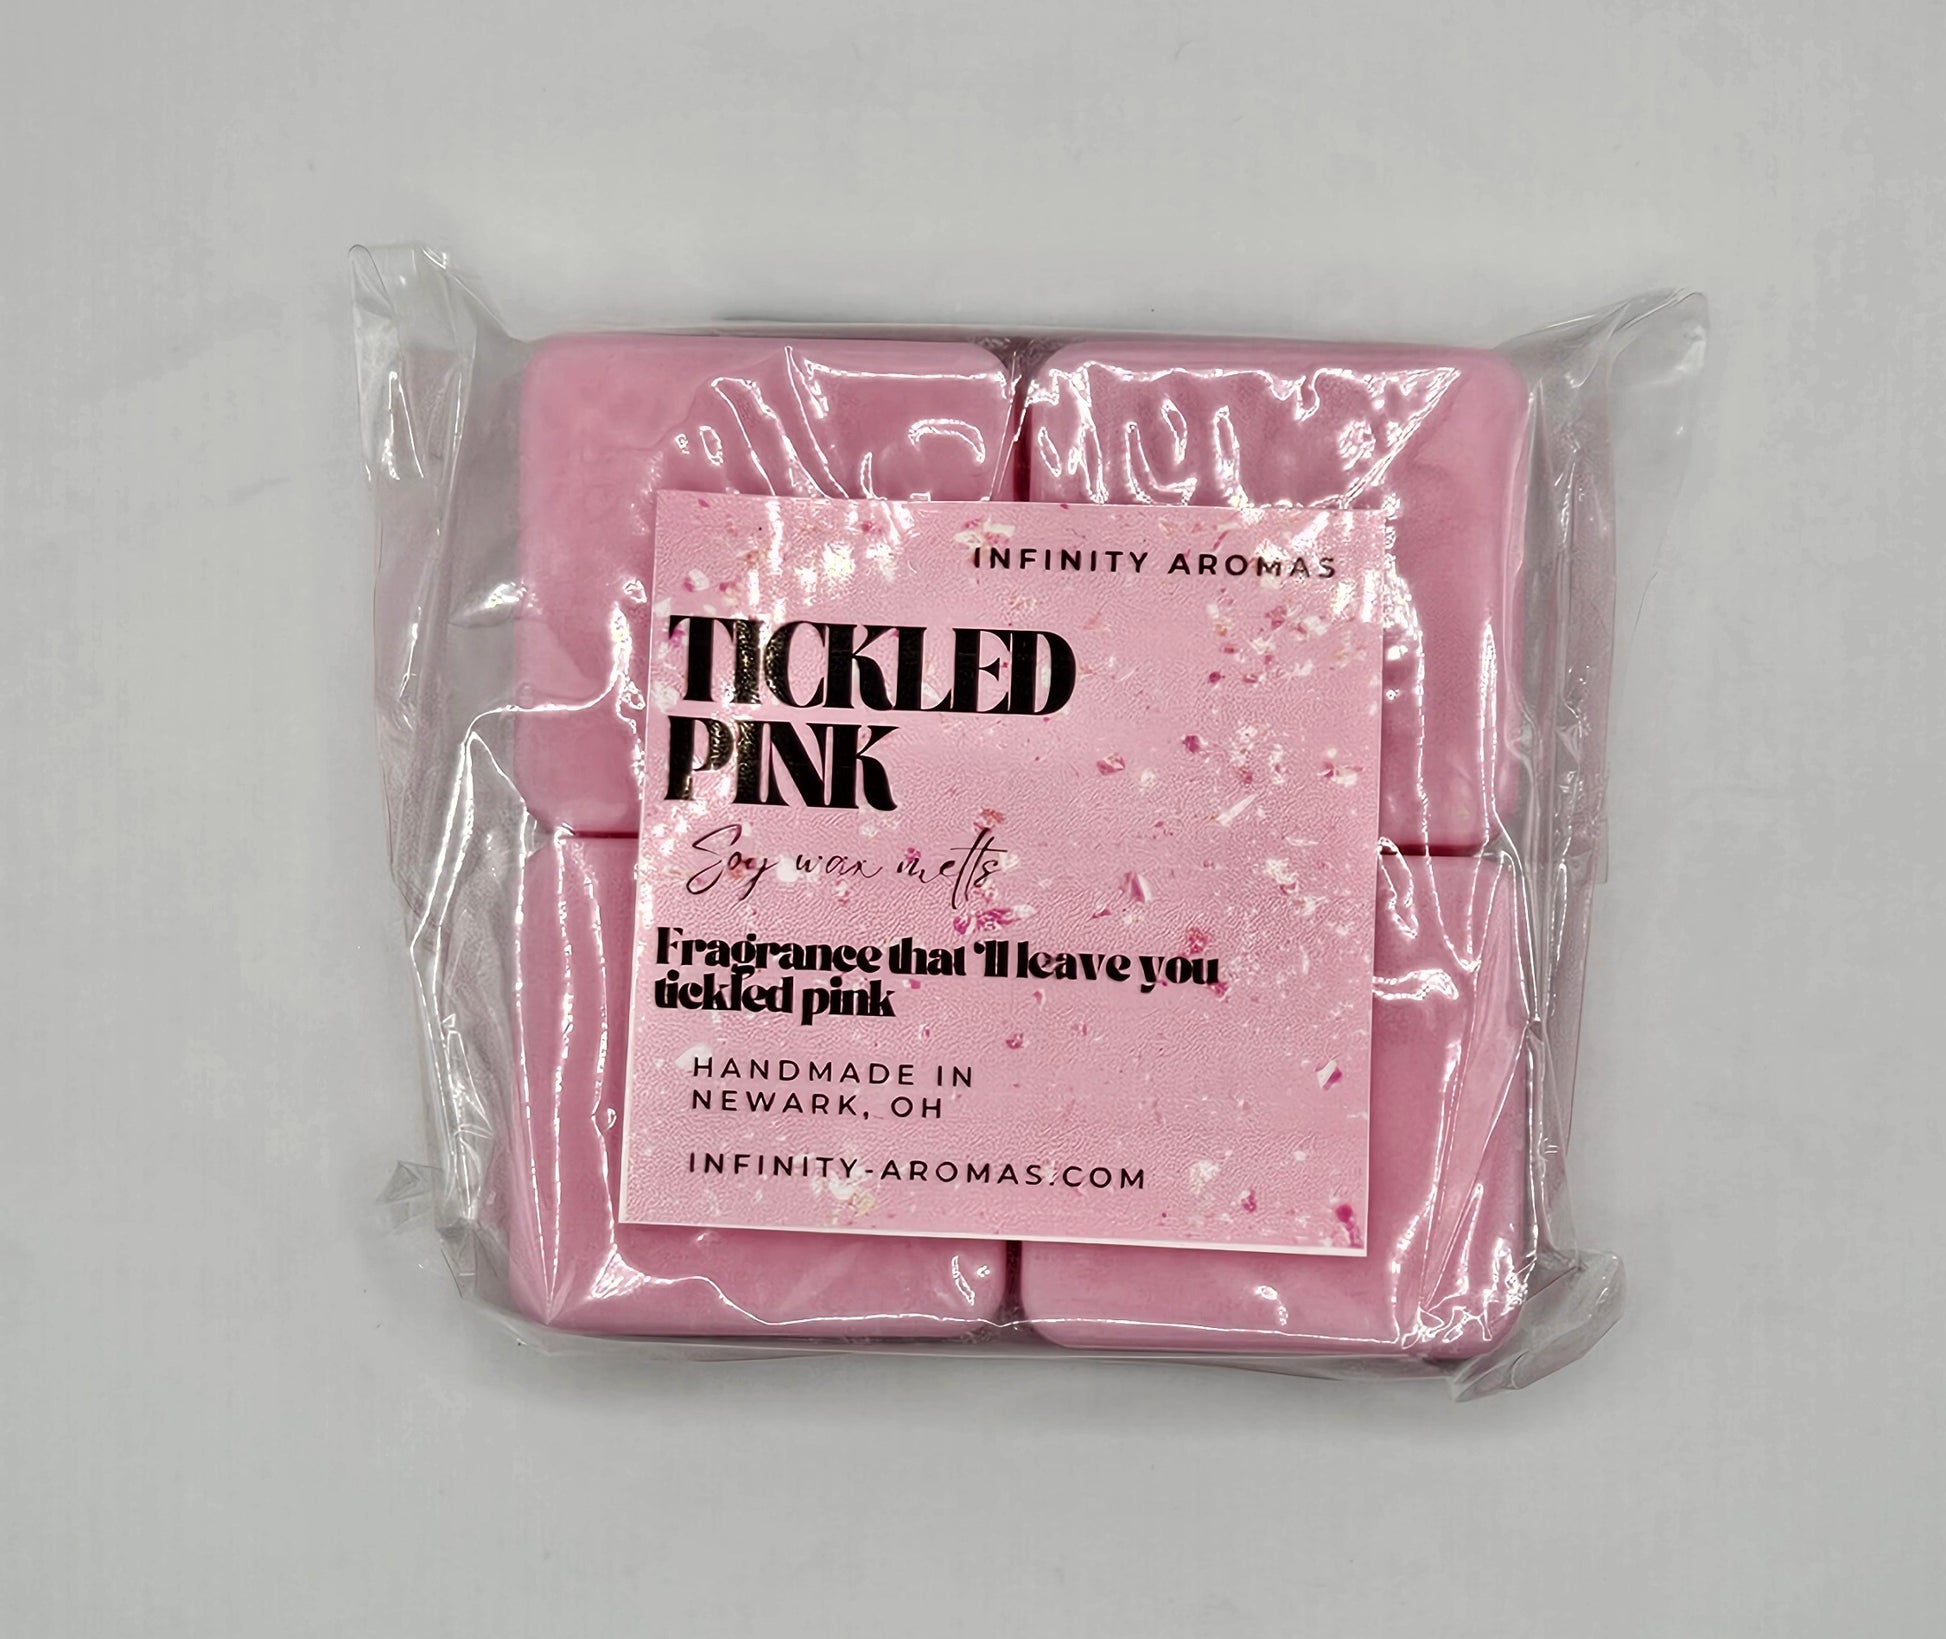 INFINITY AROMAS
TICKLED
PINK
Soy wax melts
Fragrance that 'll leave you
tickled pink
HANDMADE IN
NEWARK, OH
INFINITY-AROMAS.COM